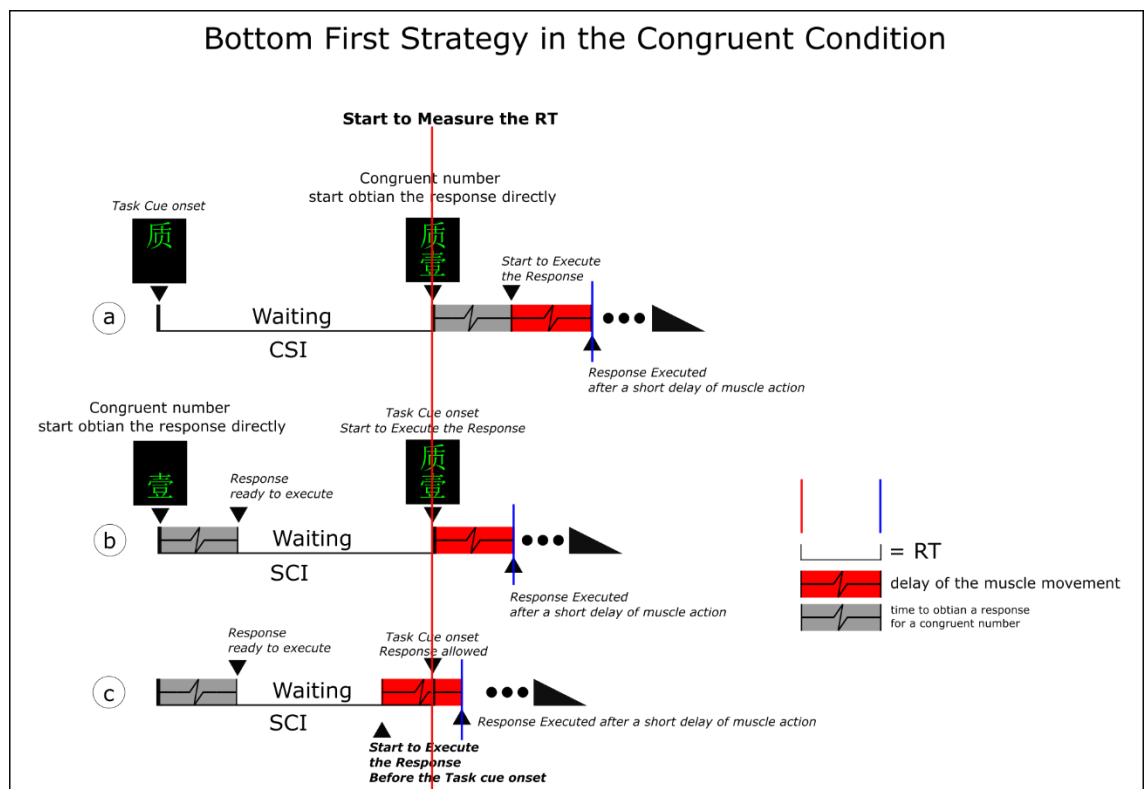 Bottom First Strategy in the Congruent Condition
Start to Measure the RT
Congruent number
start obtian the response directly
Task Cue onset
质
质
壹
Start to Execute
the Response
a
Waiting
CSI
Response Executed
after a short delay of muscle action
Congruent number
start obtian the response directly
Task Cue onset
Start to Execute the Response
壹
质
壹
Response
ready to execute
b
Waiting
SCI
Response Executed
after a short delay of muscle action
= RT
delay of the muscle movement
time to obtian a response
for a congruent number
Response
ready to execute
Task Cue onset
Response allowed
c
Waiting
SCI
Response Executed after a short delay of muscle action
Start to Execute
the Response
Before the Task cue onset